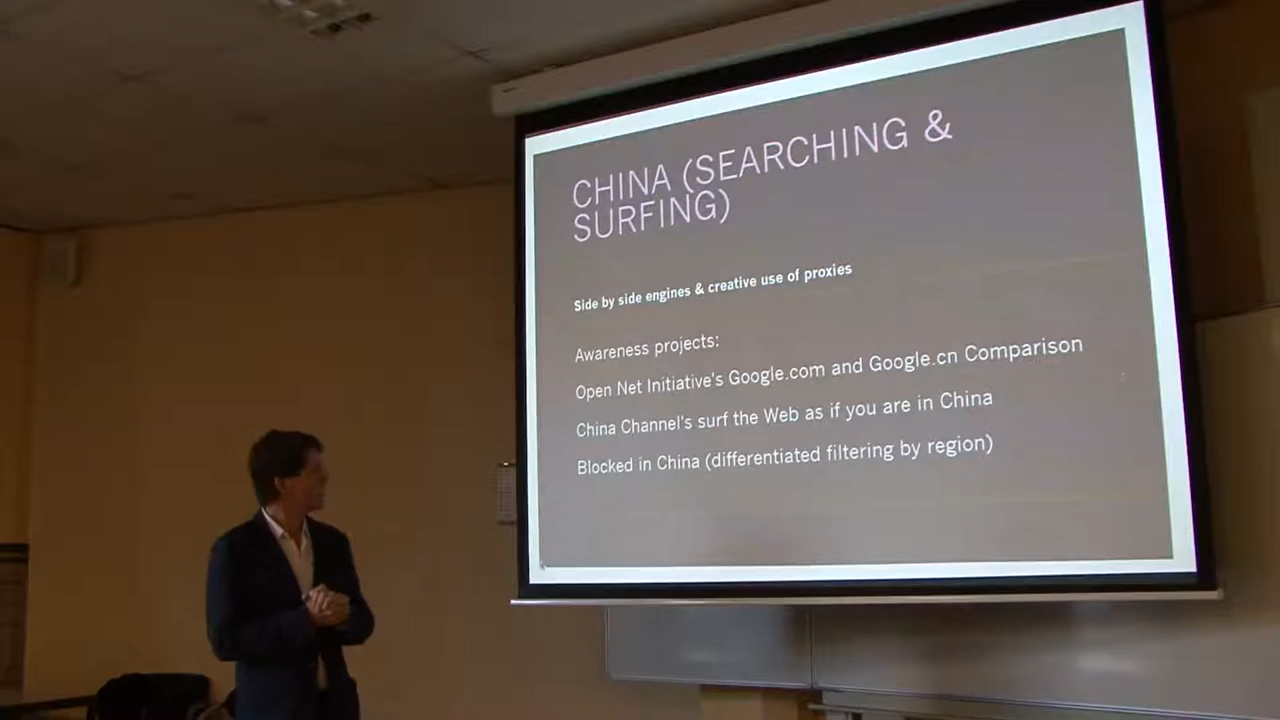 CHINA (SEARCHING &
SURFING)
Side by side engines & creative use of proxies
Awareness projects:
Open Net Initiative's Google.com and Google.cn Comparison
China Channel's surf the Web as if you are in China
Blocked in China (differentiated filtering by region)